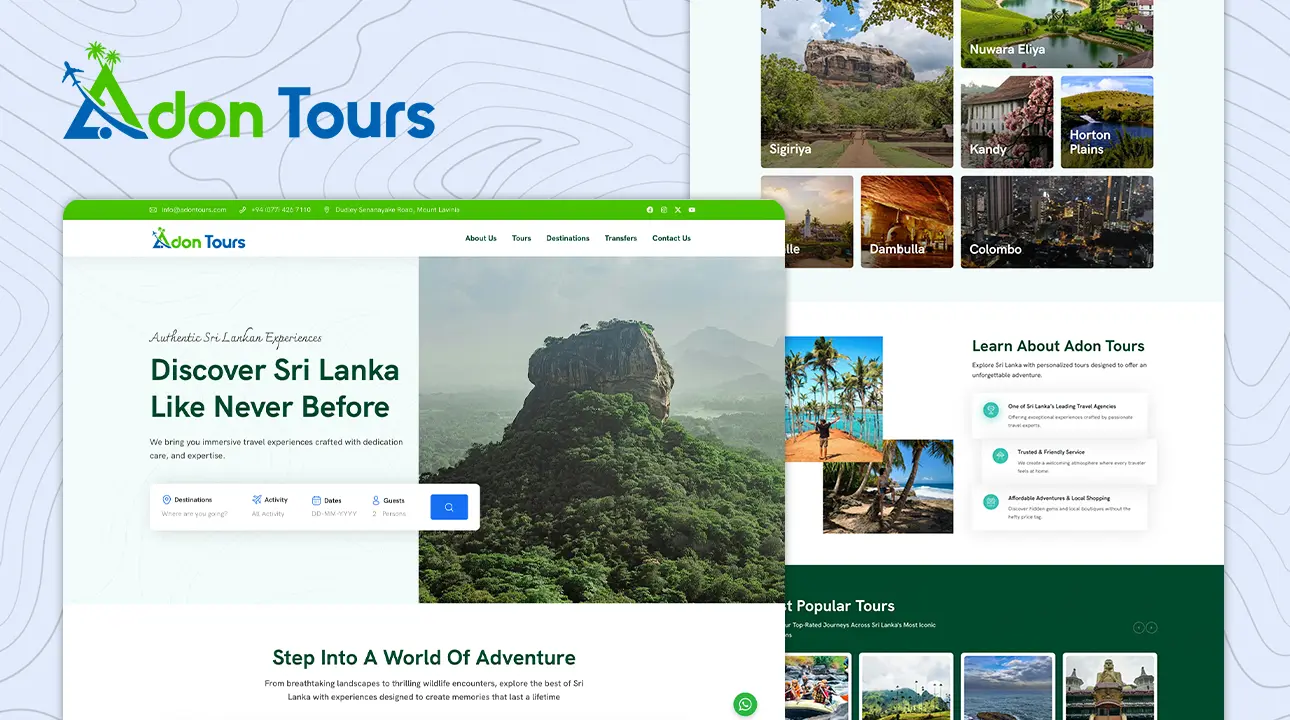 Adon Tours
info@adontours.com
+94 (077) 426 7110
Dudley Senanayake Road, Mount Lavinia
Adon Tours
About Us
Tours
Destinations
Transfers
Contact Us
Authentic Sri Lankan Experiences
Discover Sri Lanka
Like Never Before
We bring you immersive travel experiences crafted with dedication
care, and expertise.
Destinations
Where are you going?
Activity
All Activity
Dates
DD-MM-YYYY
Guests
2 Persons
Step Into A World Of Adventure
From breathtaking landscapes to thrilling wildlife encounters, explore the best of Sri
Lanka with experiences designed to create memories that last a lifetime
Sigiriya
Nuwara Eliya
Kandy
Horton
Plains
lle
Dambulla
Colombo
Learn About Adon Tours
Explore Sri Lanka with personalized tours designed to offer an
unforgettable adventure.
One of Sri Lanka's Leading Travel Agencies
Offering exceptional experiences crafted by passionate
travel experts.
Trusted & Friendly Service
We create a welcoming atmosphere where every traveler
feels at home.
Affordable Adventures & Local Shopping
Discover hidden gems and local boutiques without the
hefty price tag.
st Popular Tours
ur Top-Rated Journeys Across Sri Lanka's Most Iconic
ns